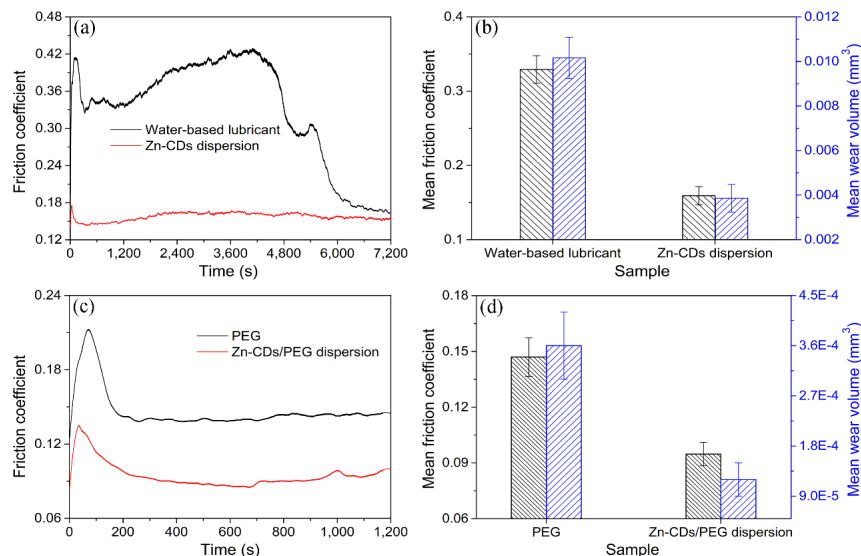 (a)
0.48
0.42
0.36
0.30
0.24
0.18
0.12
Friction coefficient
Water-based lubricant
Zn-CDs dispersion
0
1,200
2,400
3,600
4,800
6,000
7,200
Time (s)
(b)
0.4
0.3
0.2
0.1
Mean friction coefficient
0.012
0.010
0.008
0.006
0.004
0.002
Mean wear volume (mm³)
Water-based lubricant
Zn-CDs dispersion
Sample
(c)
0.24
0.18
0.12
0.06
Friction coefficient
PEG
Zn-CDs/PEG dispersion
0
200
400
600
800
1,000
1,200
Time (s)
(d)
0.18
0.15
0.12
0.09
0.06
Mean friction coefficient
4.5E-4
3.6E-4
2.7E-4
1.8E-4
9.0E-5
Mean wear volume (mm³)
PEG
Zn-CDs/PEG dispersion
Sample